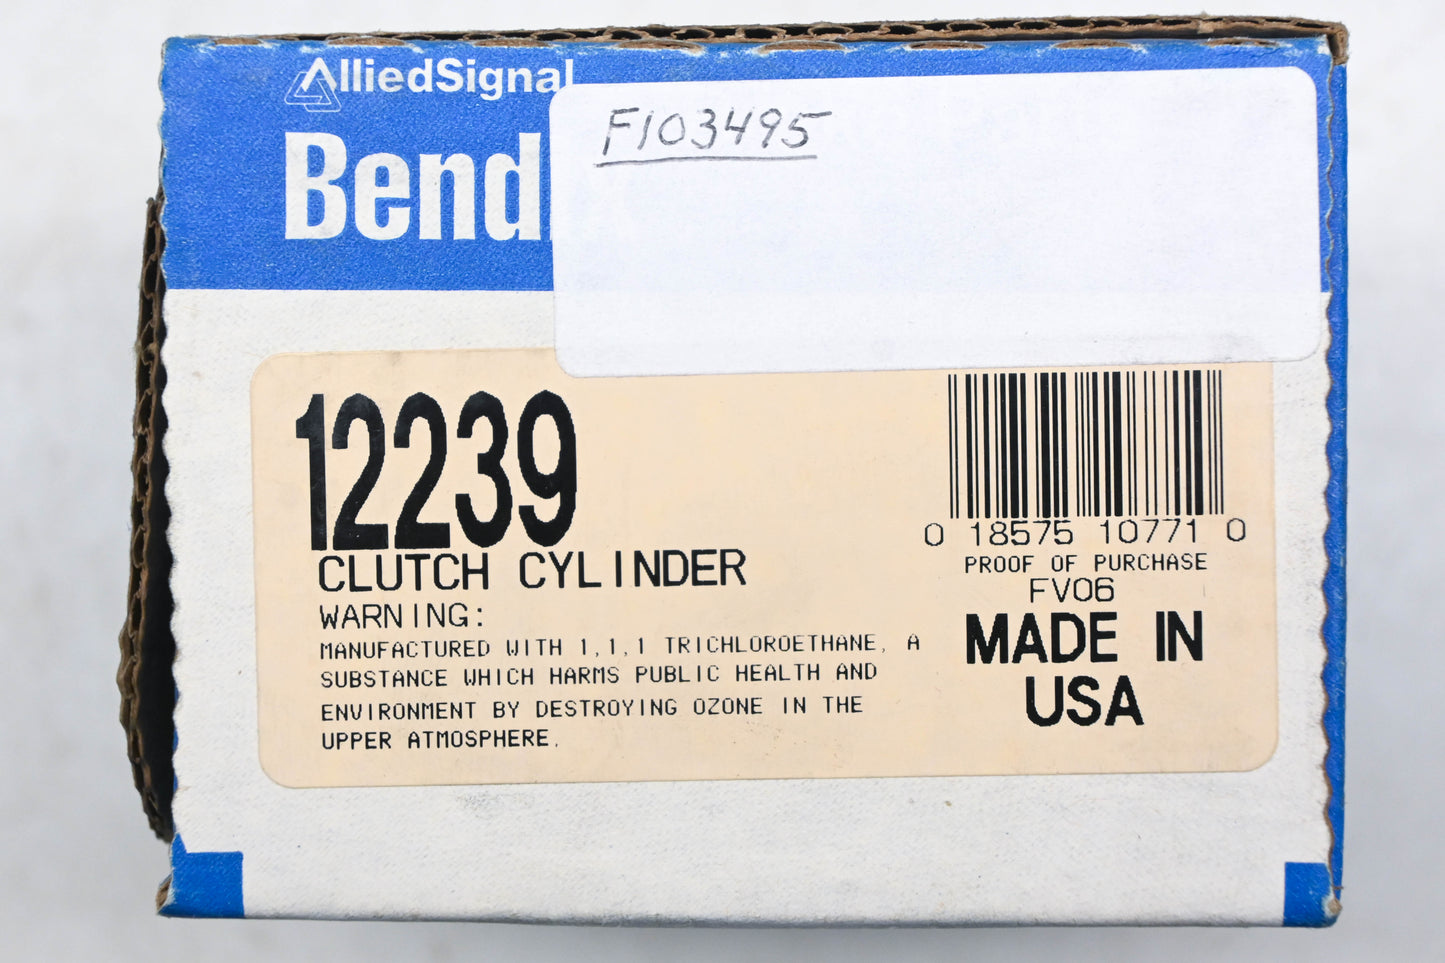 AlliedSignal
Bend
F103495
12239
CLUTCH CYLINDER
WARNING:
MANUFACTURED WITH 1,1,1 TRICHLOROETHANE, A
SUBSTANCE WHICH HARMS PUBLIC HEALTH AND
ENVIRONMENT BY DESTROYING OZONE IN THE
UPPER ATMOSPHERE.
0 18575 10771 0
PROOF OF PURCHASE
FV06
MADE IN
USA